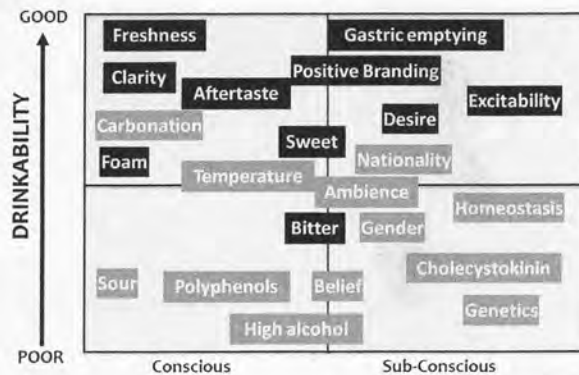 GOOD
Freshness
Gastric emptying
Clarity
Positive Branding
Aftertaste
Excitability
Carbonation
Desire
Sweet
Foam
Nationality
Temperature
Ambience
Homeostasis
Bitter
Gender
DRINKABILITY
Cholecystokinin
Sour
Polyphenols
Belief
Genetics
High alcohol
POOR
Conscious
Sub-Conscious